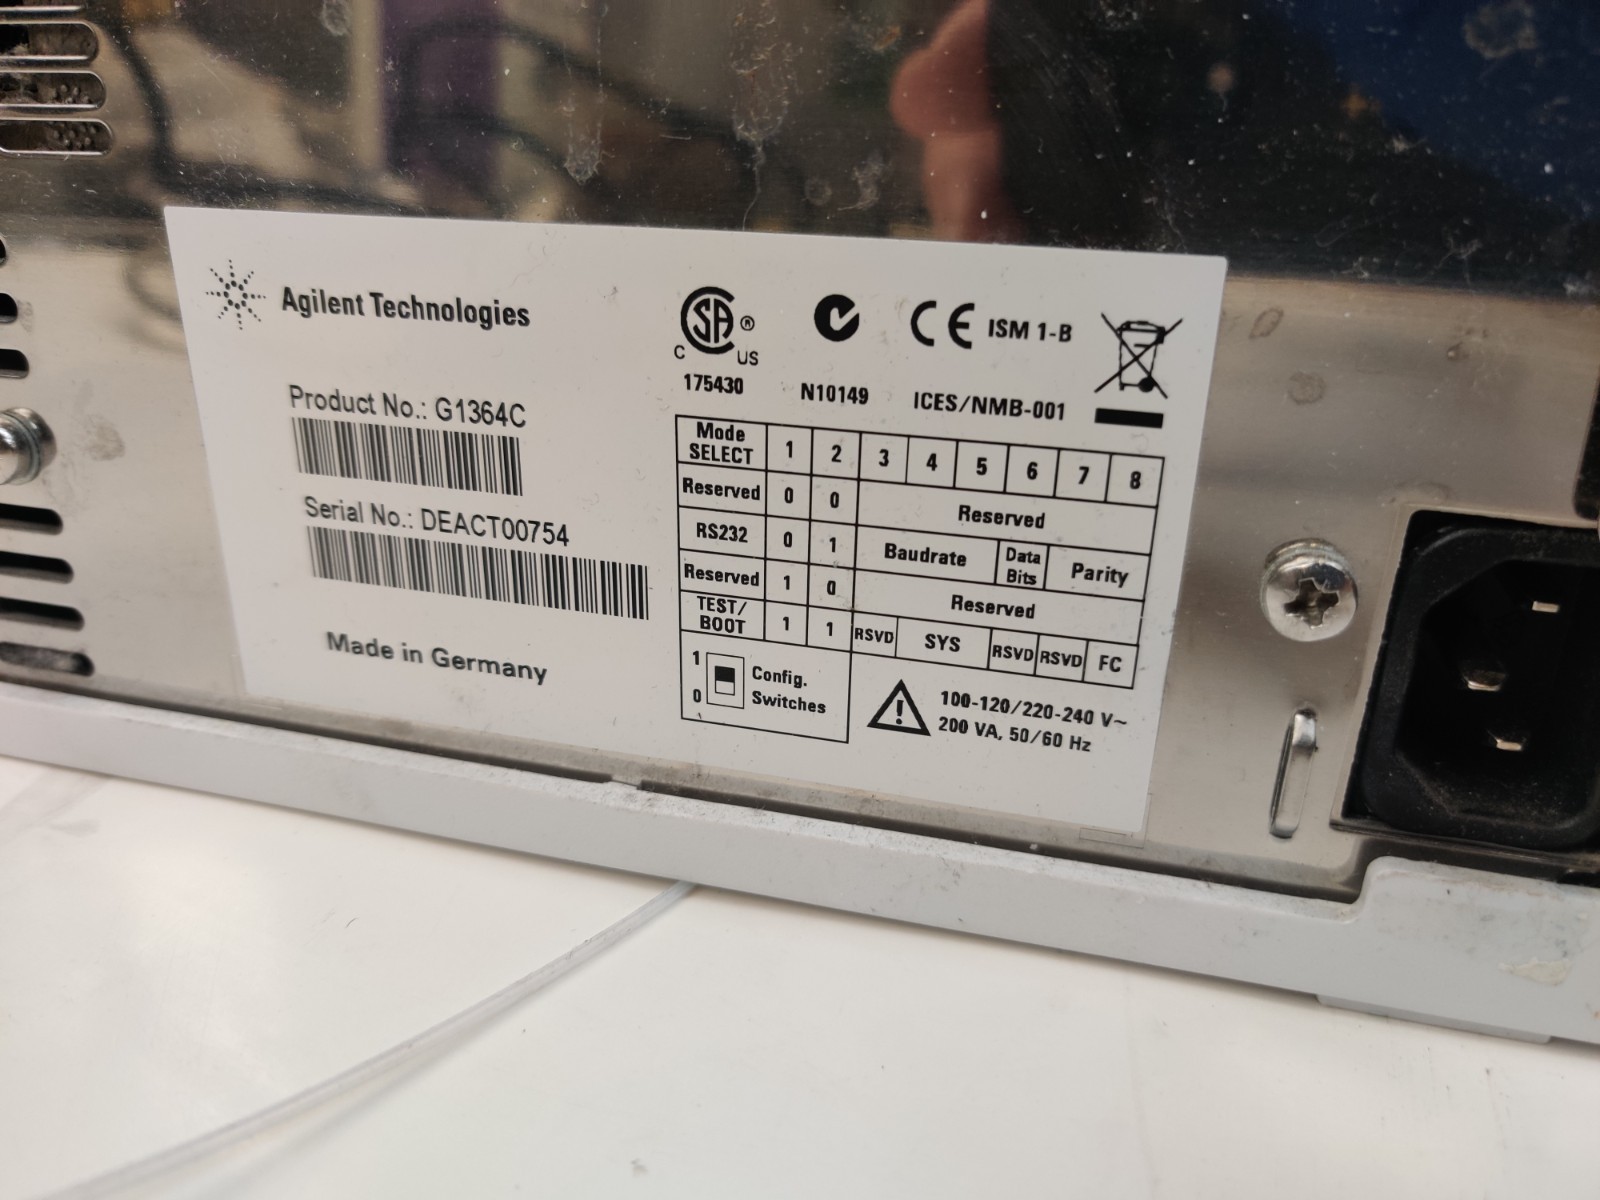 Agilent Technologies
Product No.: G1364C
Serial No.: DEACT00754
Made in Germany
CSA ® C US
175430
N10149
CE ISM 1-B
ICES/NMB-001
Mode SELECT 1 2 3 4 5 6 7 8
Reserved 0 0 Reserved
RS232 0 1 Baudrate Data Bits Parity
Reserved 1 0 Reserved
TEST/BOOT 1 1 RSVD SYS RSVD RSVD FC
1
0
Config.
Switches
100-120/220-240 V~
200 VA, 50/60 Hz